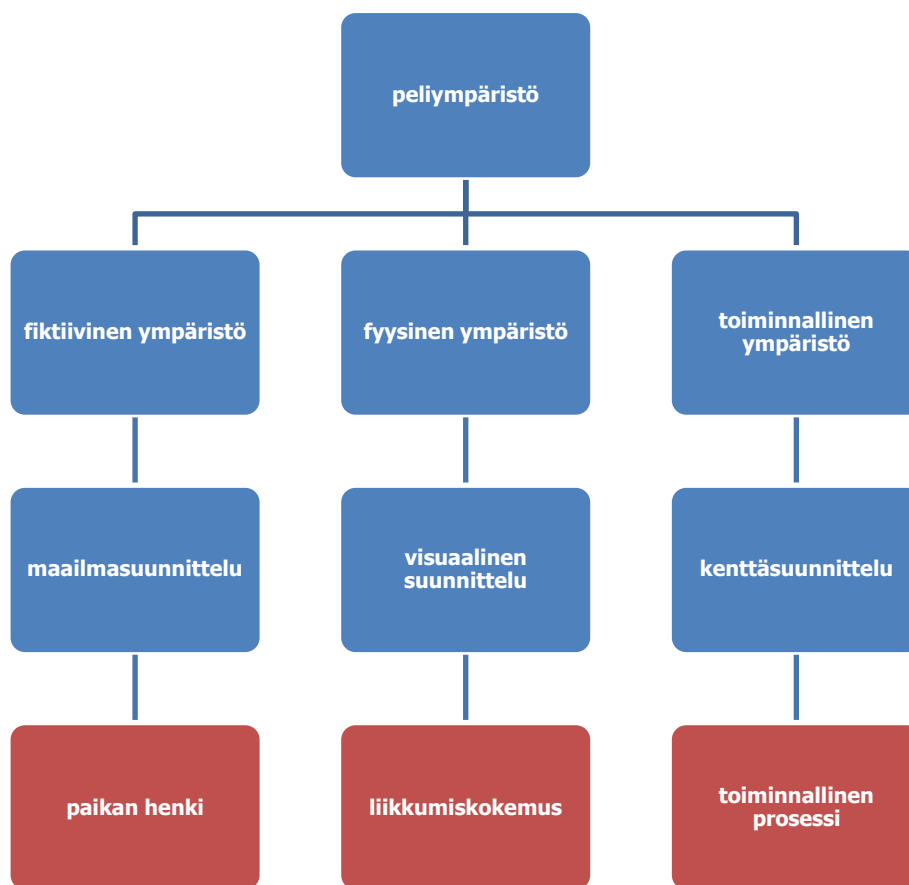 peliympäristö
fiktiivinen ympäristö
fyysinen ympäristö
toiminnallinen
ympäristö
maailmasuunnittelu
visuaalinen
suunnittelu
kenttäsuunnittelu
paikan henki
liikkumiskokemus
toiminnallinen
prosessi